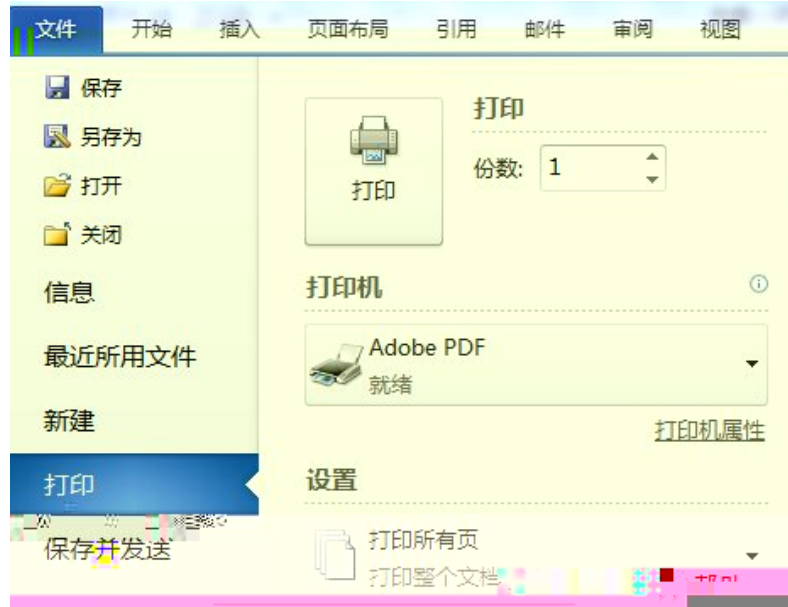 文件 开始 插入 页面布局 引用 邮件 审阅 视图
保存
另存为
打开
关闭
信息
最近所用文件
新建
打印
保存并发送
打印
打印
份数: 1
打印机
Adobe PDF
就绪
打印机属性
设置
打印所有页
打印整个文档